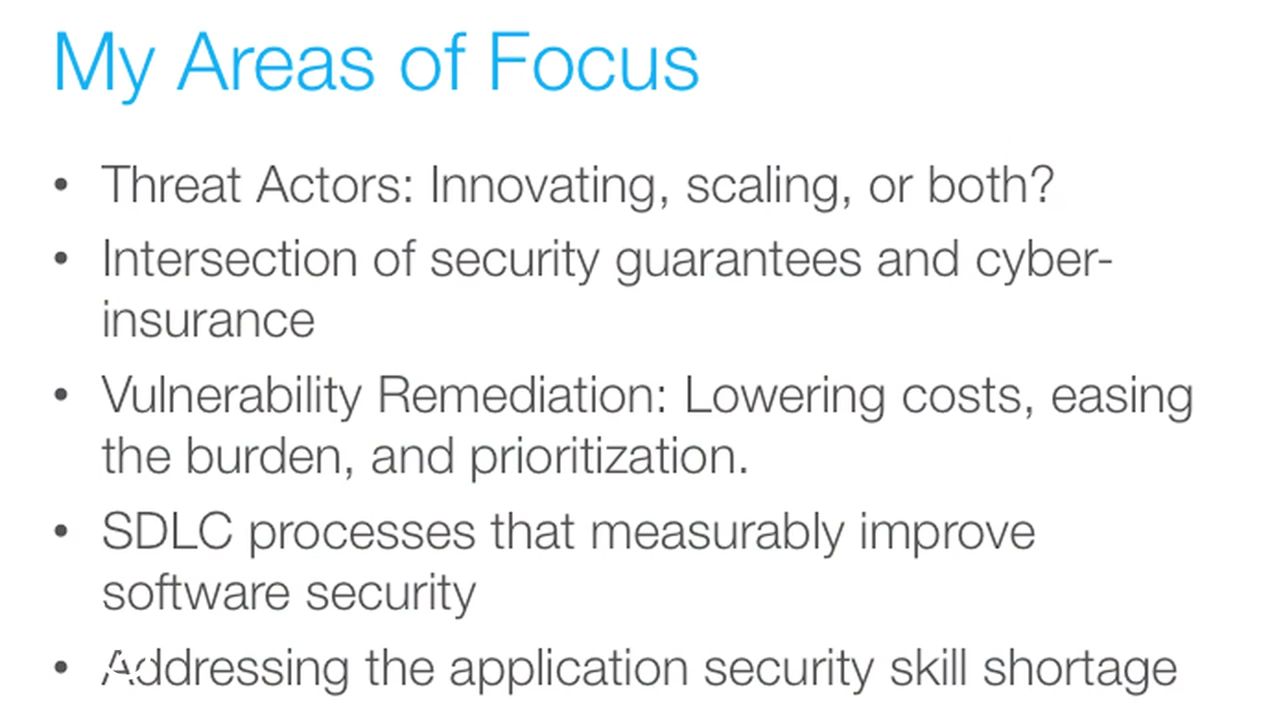 My Areas of Focus
• Threat Actors: Innovating, scaling, or both?
• Intersection of security guarantees and cyber-
insurance
• Vulnerability Remediation: Lowering costs, easing
the burden, and prioritization.
• SDLC processes that measurably improve
software security
• Addressing the application security skill shortage